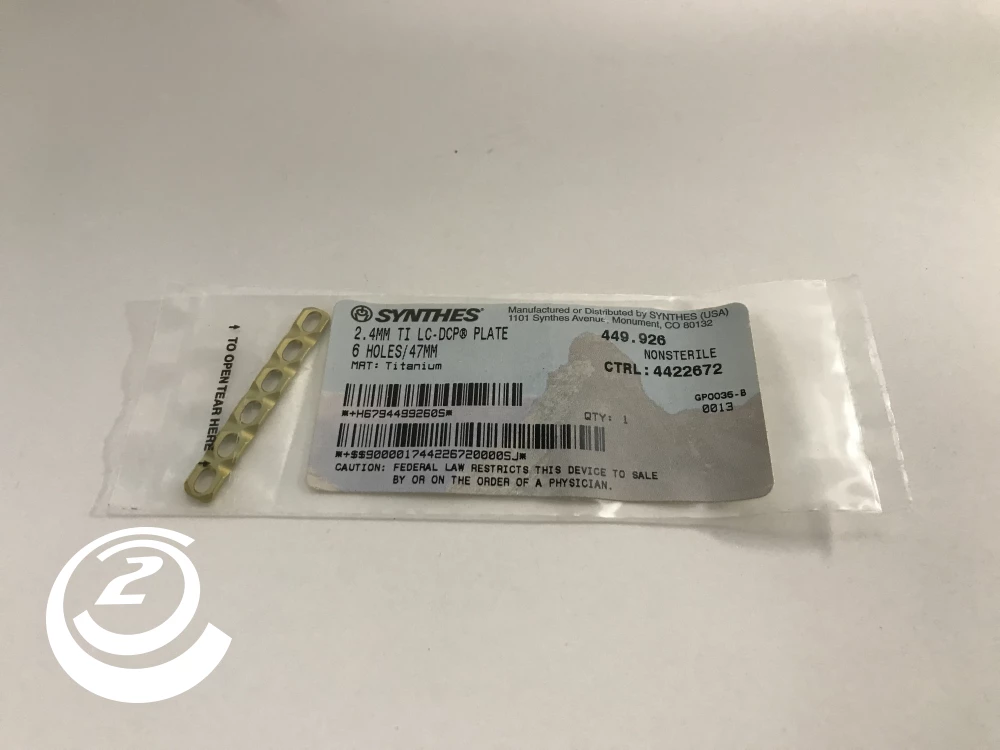 ↑ TO OPEN TEAR HERE ↑
SYNTHES®
Manufactured or Distributed by SYNTHES (USA)
1101 Synthes Avenue, Monument, CO 80132
2.4MM TI LC-DCP® PLATE
449.926
6 HOLES/47MM
NONSTERILE
MAT: Titanium
CTRL: 4422672
GP0036-B
0013
*+H67944992605*
QTY: 1
*+$$900001744226720000SJ*
CAUTION: FEDERAL LAW RESTRICTS THIS DEVICE TO SALE
BY OR ON THE ORDER OF A PHYSICIAN.
2